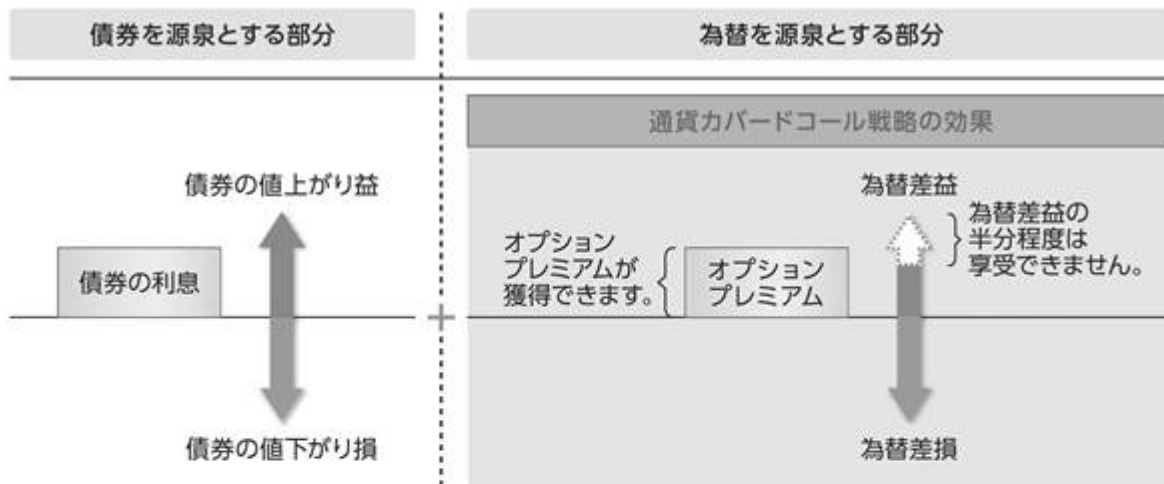 債券を源泉とする部分
為替を源泉とする部分
通貨カバードコール戦略の効果
債券の値上がり益
債券の利息
債券の値下がり損
為替差益
為替差益の
半分程度は
享受できません。
オプション
プレミアムが
獲得できます。
オプション
プレミアム
為替差損